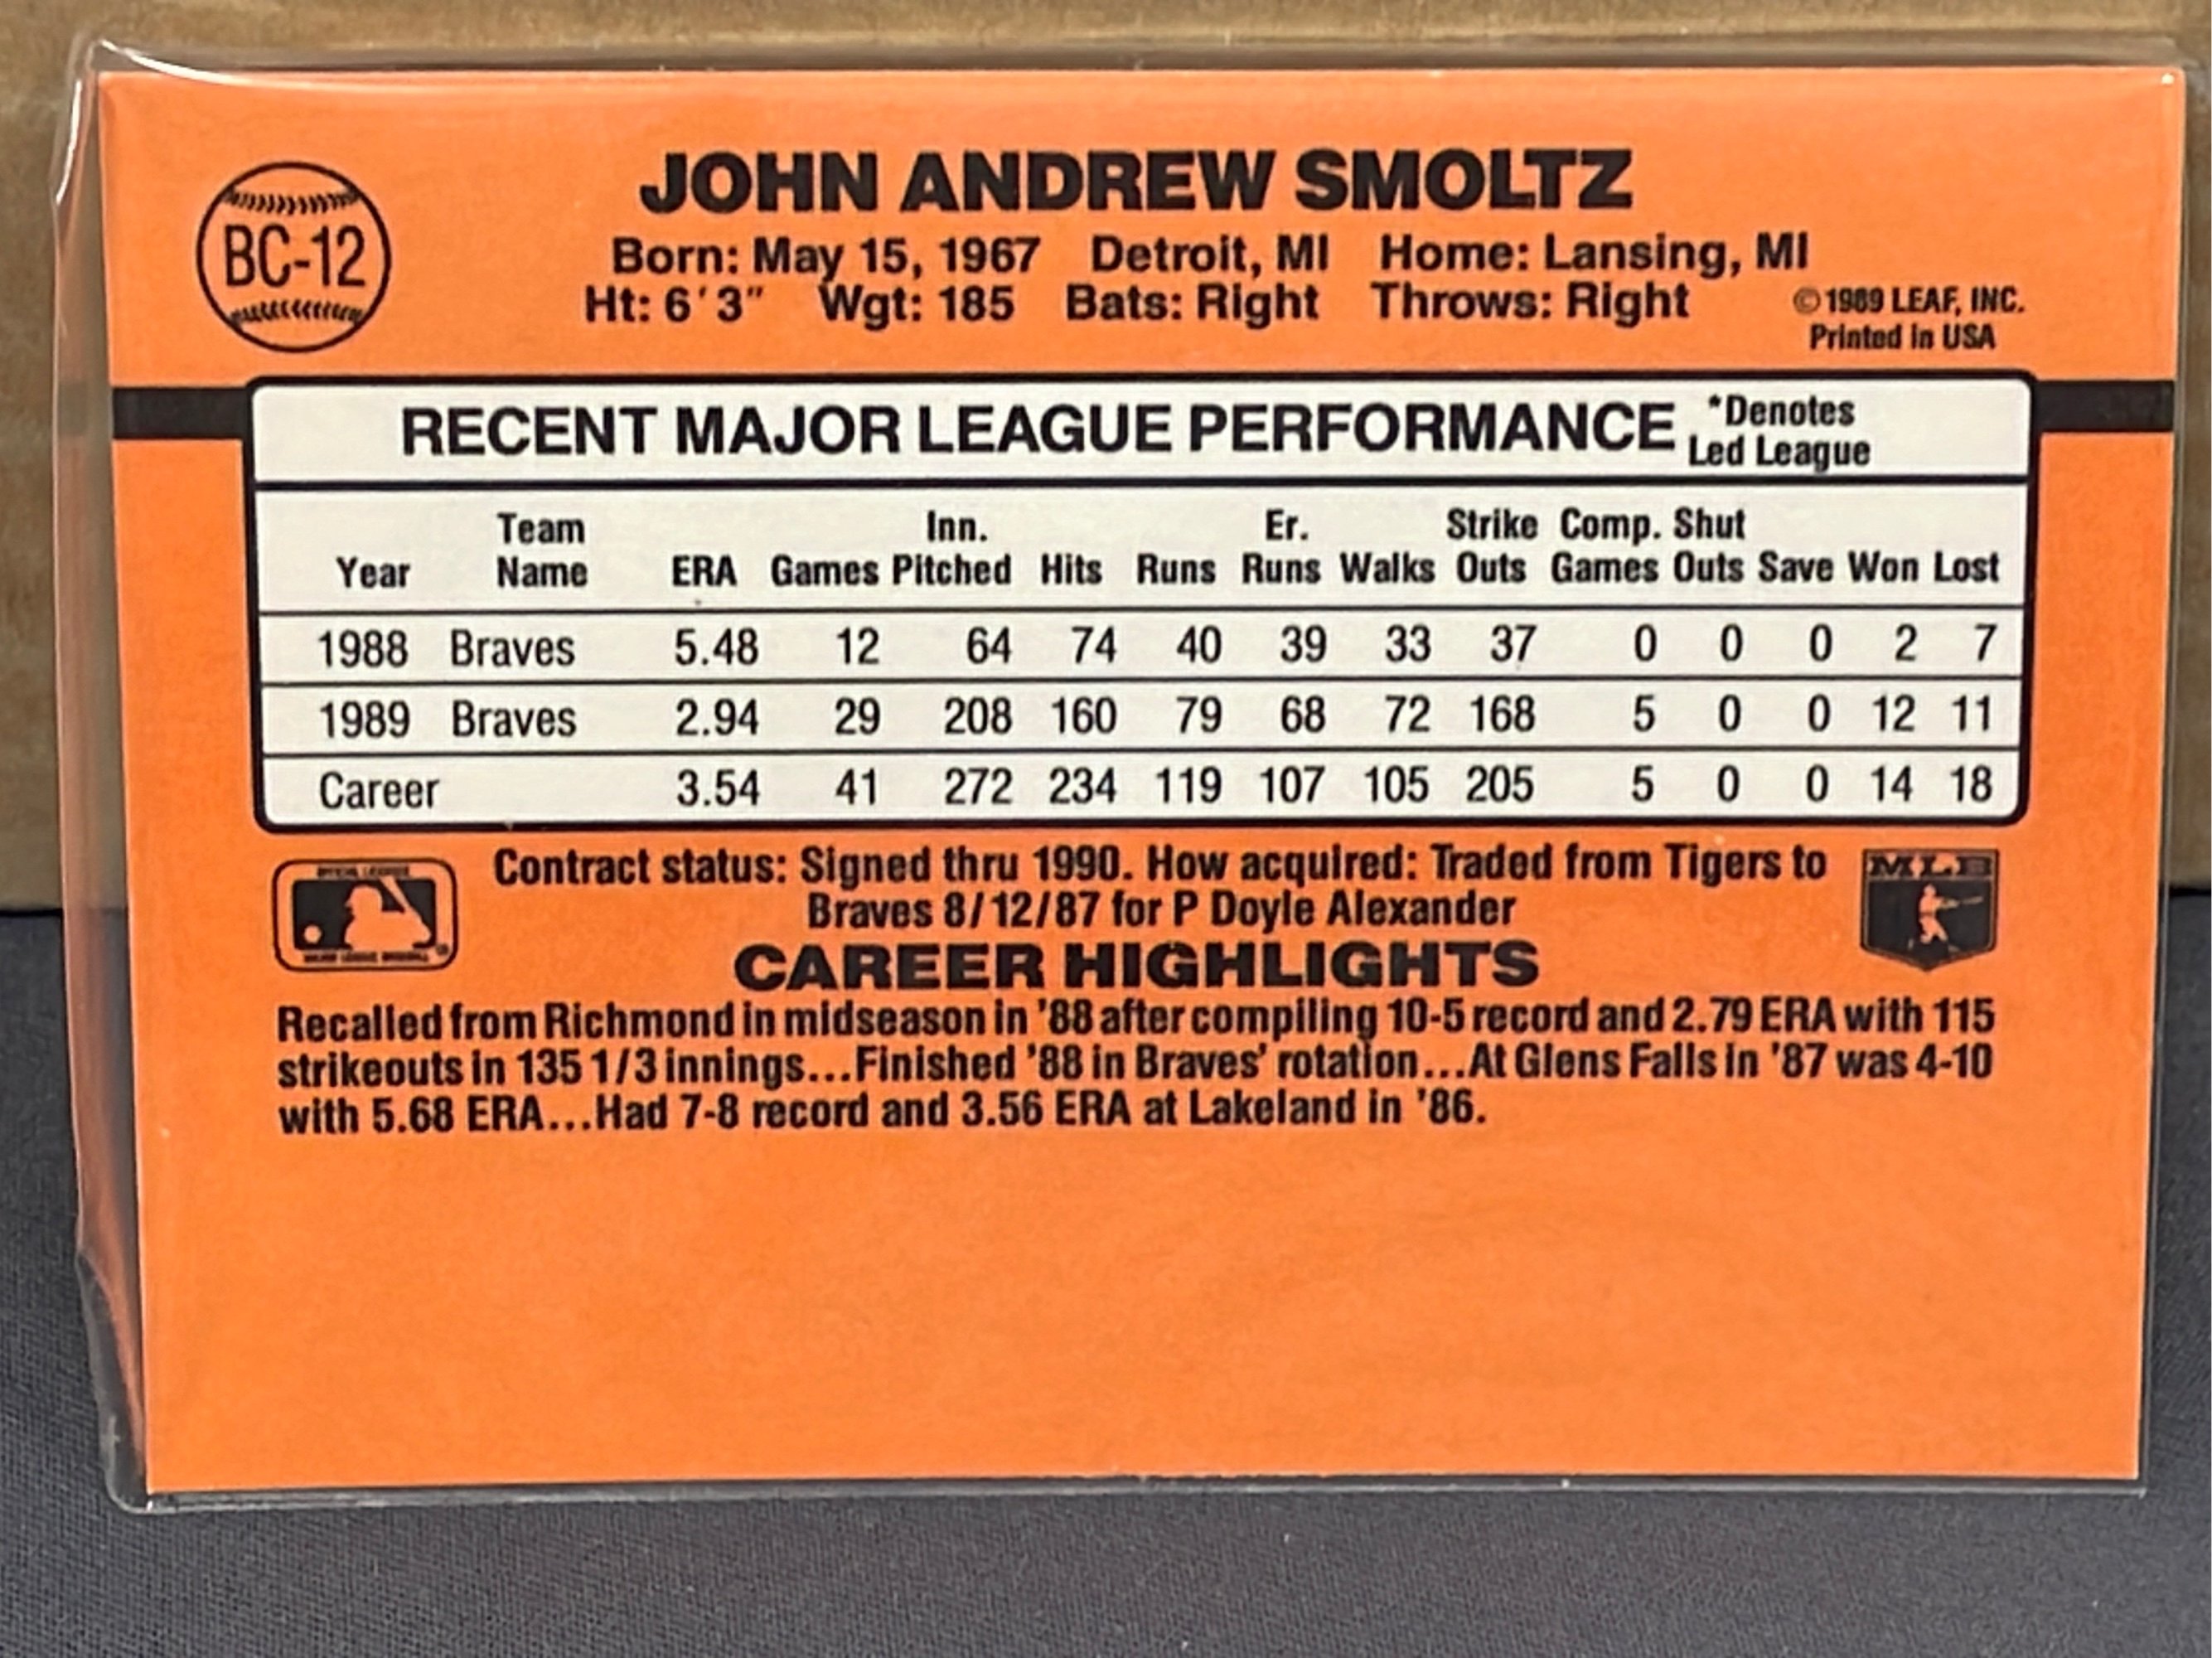 BC-12
JOHN ANDREW SMOLTZ
Born: May 15, 1967 Detroit, MI Home: Lansing, MI
Ht: 6'3" Wgt: 185 Bats: Right Throws: Right
©1989 LEAF, INC.
Printed in USA
RECENT MAJOR LEAGUE PERFORMANCE *Denotes
Led League
Team Inn. Er. Strike Comp. Shut
Year Name ERA Games Pitched Hits Runs Runs Walks Outs Games Outs Save Won Lost
1988 Braves 5.48 12 64 74 40 39 33 37 0 0 0 2 7
1989 Braves 2.94 29 208 160 79 68 72 168 5 0 0 12 11
Career 3.54 41 272 234 119 107 105 205 5 0 0 14 18
Contract status: Signed thru 1990. How acquired: Traded from Tigers to
Braves 8/12/87 for P Doyle Alexander
MLB
CAREER HIGHLIGHTS
Recalled from Richmond in midseason in '88 after compiling 10-5 record and 2.79 ERA with 115
strikeouts in 135 1/3 innings...Finished '88 in Braves' rotation...At Glens Falls in '87 was 4-10
with 5.68 ERA...Had 7-8 record and 3.56 ERA at Lakeland in '86.